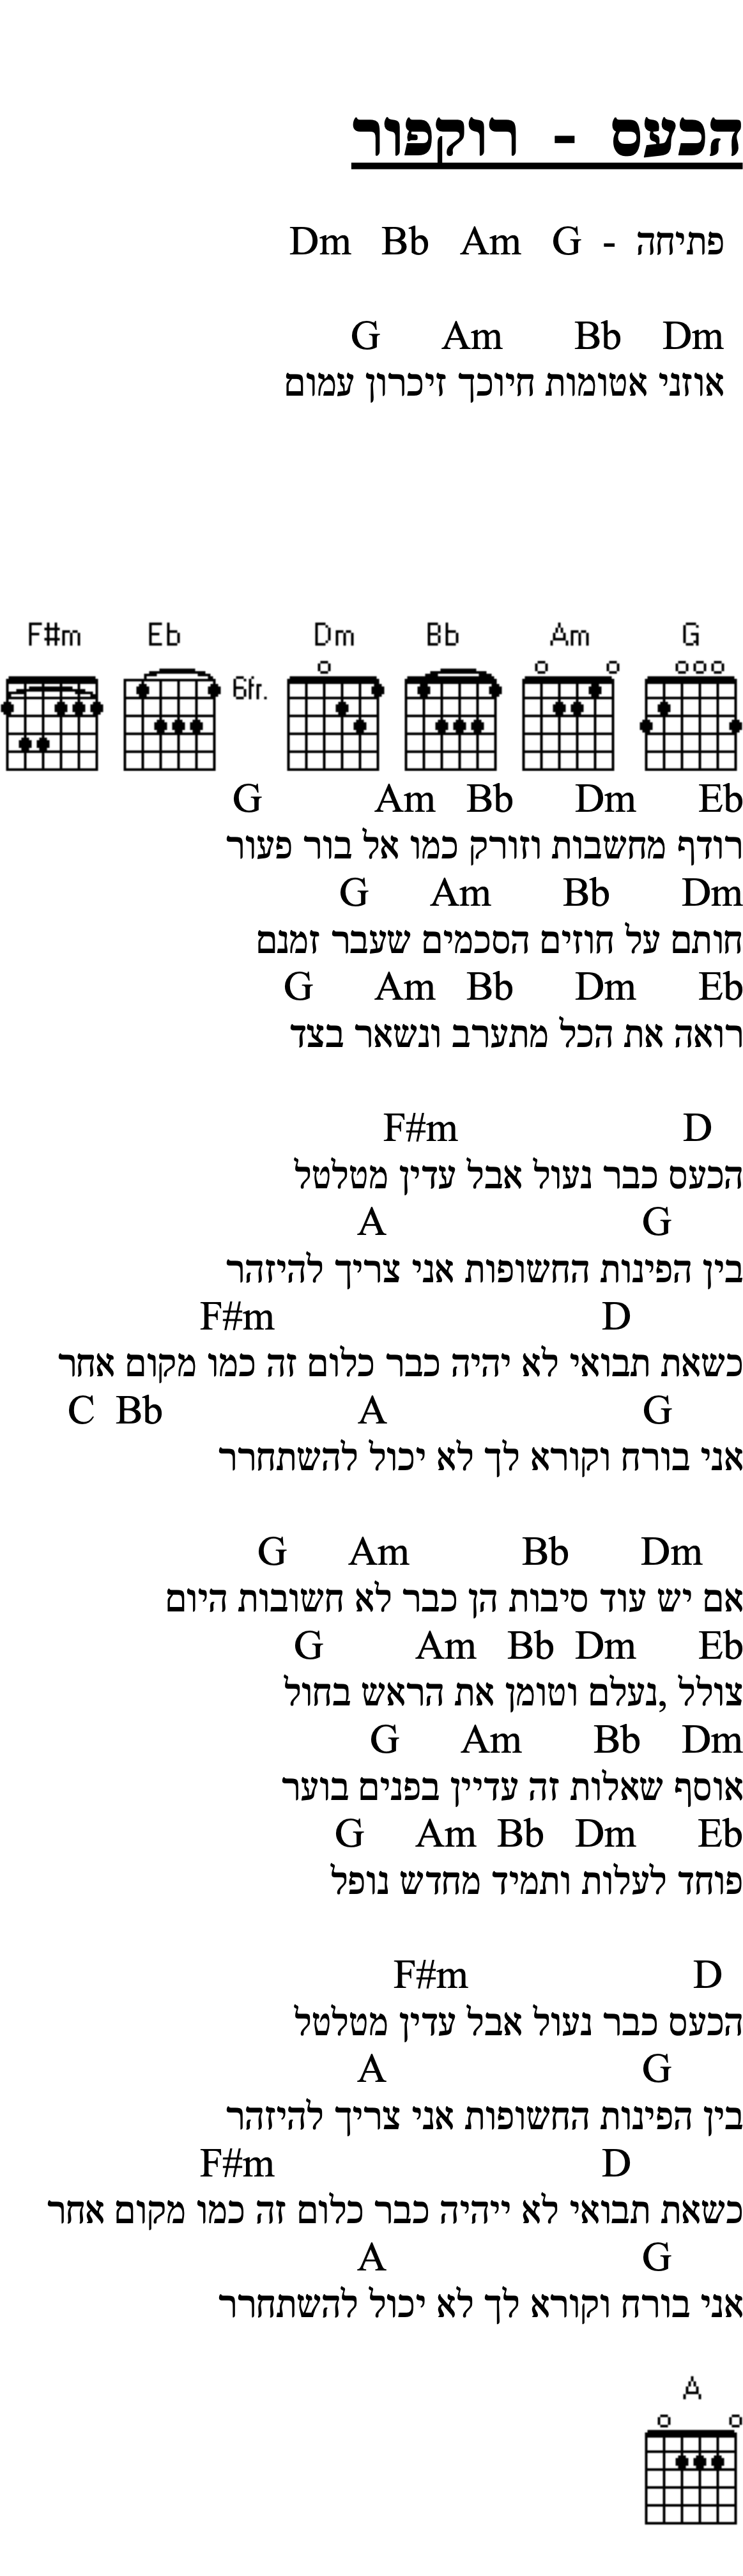 הכעס - רוקפור
פתיחה - Dm Bb Am G
G Am Bb Dm
אוזני אטומות חיוכך זיכרון עמום
F#m Eb Dm Bb Am G
6fr.
G Am Bb Dm Eb
רודף מחשבות וזורק כמו אל בור פעור
G Am Bb Dm
חותם על חוזים הסכמים שעבר זמנם
G Am Bb Dm Eb
רואה את הכל מתערב ונשאר בצד
F#m D
הכעס כבר נעול אבל עדין מטלטל
A G
בין הפינות החשופות אני צריך להיזהר
F#m D
כשאת תבואי לא יהיה כבר כלום זה כמו מקום אחר
C Bb A G
אני בורח וקורא לך לא יכול להשתחרר
G Am Bb Dm
אם יש עוד סיבות הן כבר לא חשובות היום
G Am Bb Dm Eb
צולל ,נעלם וטומן את הראש בחול
G Am Bb Dm
אוסף שאלות זה עדיין בפנים בוער
G Am Bb Dm Eb
פוחד לעלות ותמיד מחדש נופל
F#m D
הכעס כבר נעול אבל עדין מטלטל
A G
בין הפינות החשופות אני צריך להיזהר
F#m D
כשאת תבואי לא ייהיה כבר כלום זה כמו מקום אחר
A G
אני בורח וקורא לך לא יכול להשתחרר
A